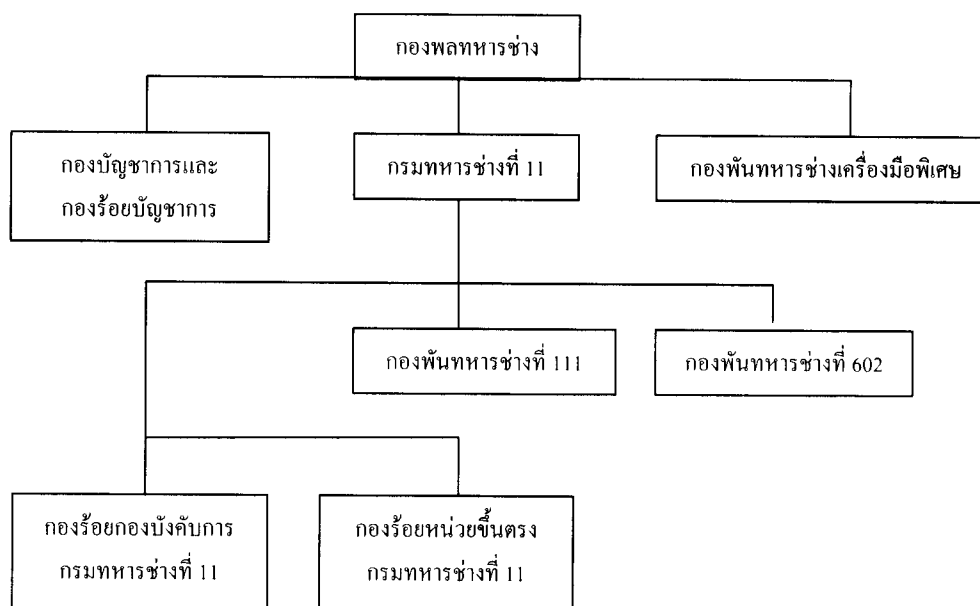 กองพลทหารช่าง
กองบัญชาการและ
กองร้อยบัญชาการ
กรมทหารช่างที่ 11
กองพันทหารช่างเครื่องมือพิเศษ
กองพันทหารช่างที่ 111
กองพันทหารช่างที่ 602
กองร้อยกองบังคับการ
กรมทหารช่างที่ 11
กองร้อยหน่วยขึ้นตรง
กรมทหารช่างที่ 11